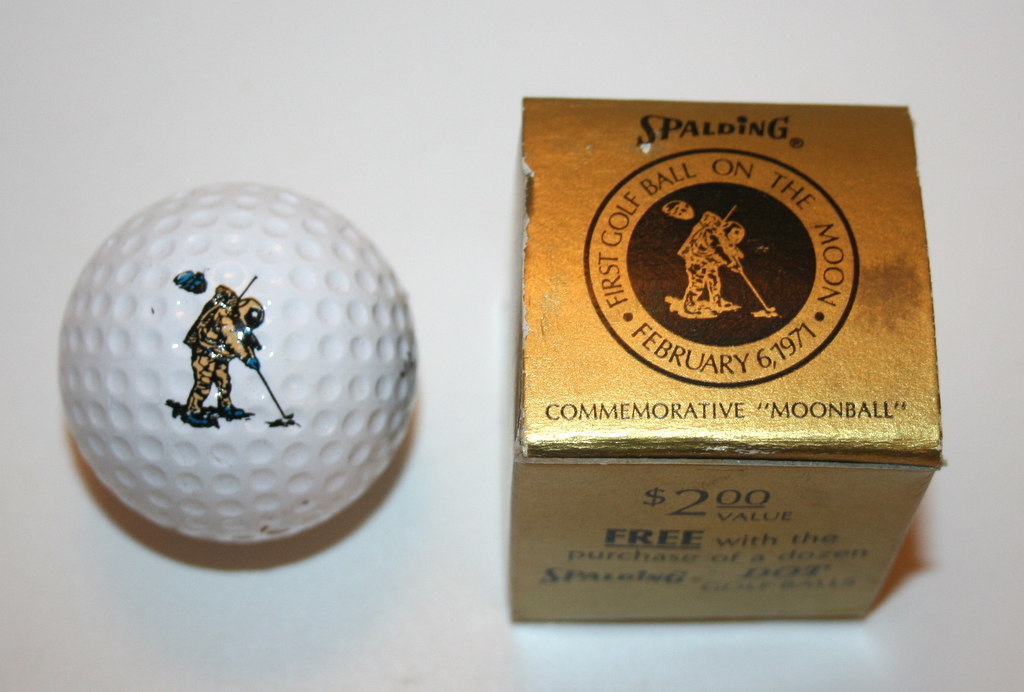 SPALDING®
FIRST GOLF BALL ON THE MOON
• FEBRUARY 6, 1971 •
COMMEMORATIVE "MOONBALL"
$2.00
VALUE
FREE with the
purchase of a dozen
SPALDING DOT
GOLF BALLS